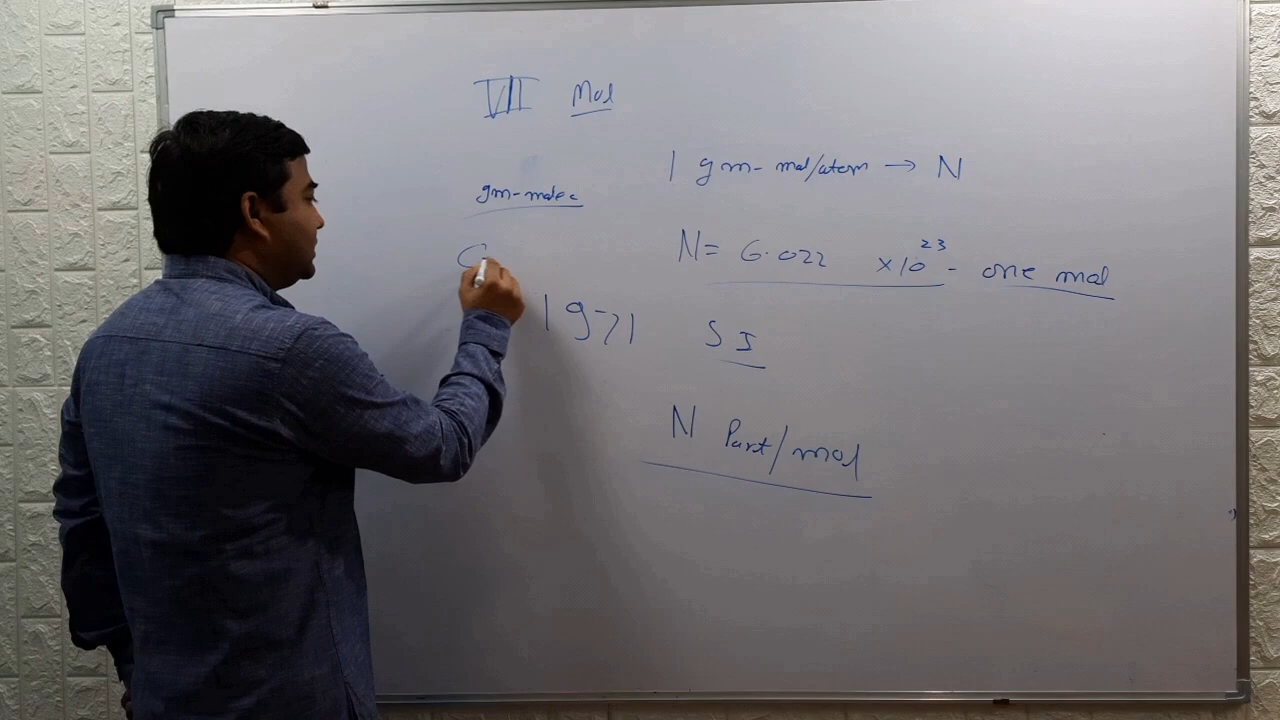 VII Mol
1 gm-mol/atom → N
gm-molec
N= 6.022 ×10²³- one mol
C
1971
SI
N Part/mol